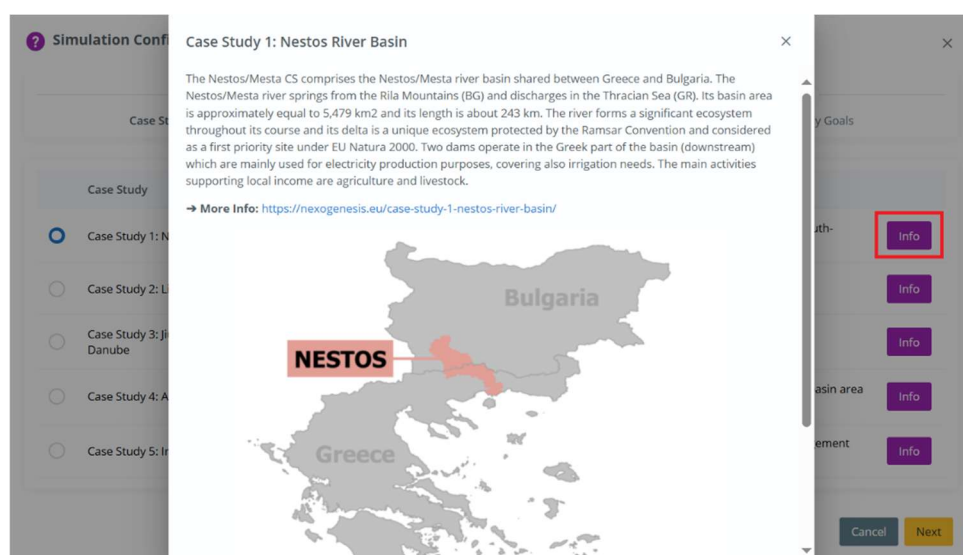 ? Simulation Conf
Case Study 1: Nestos River Basin
The Nestos/Mesta CS comprises the Nestos/Mesta river basin shared between Greece and Bulgaria. The
Nestos/Mesta river springs from the Rila Mountains (BG) and discharges in the Thracian Sea (GR). Its basin area
is approximately equal to 5,479 km2 and its length is about 243 km. The river forms a significant ecosystem
throughout its course and its delta is a unique ecosystem protected by the Ramsar Convention and considered
as a first priority site under EU Natura 2000. Two dams operate in the Greek part of the basin (downstream)
which are mainly used for electricity production purposes, covering also irrigation needs. The main activities
supporting local income are agriculture and livestock.
→ More Info: https://nexogenesis.eu/case-study-1-nestos-river-basin/
Bulgaria
NESTOS
Greece
Case St
y Goals
Case Study
Case Study 1: N
uth-
Info
Case Study 2: Li
Info
Case Study 3: Ji
Danube
Info
Case Study 4: A
asin area
Info
Case Study 5: Ir
ement
Info
Cancel
Next